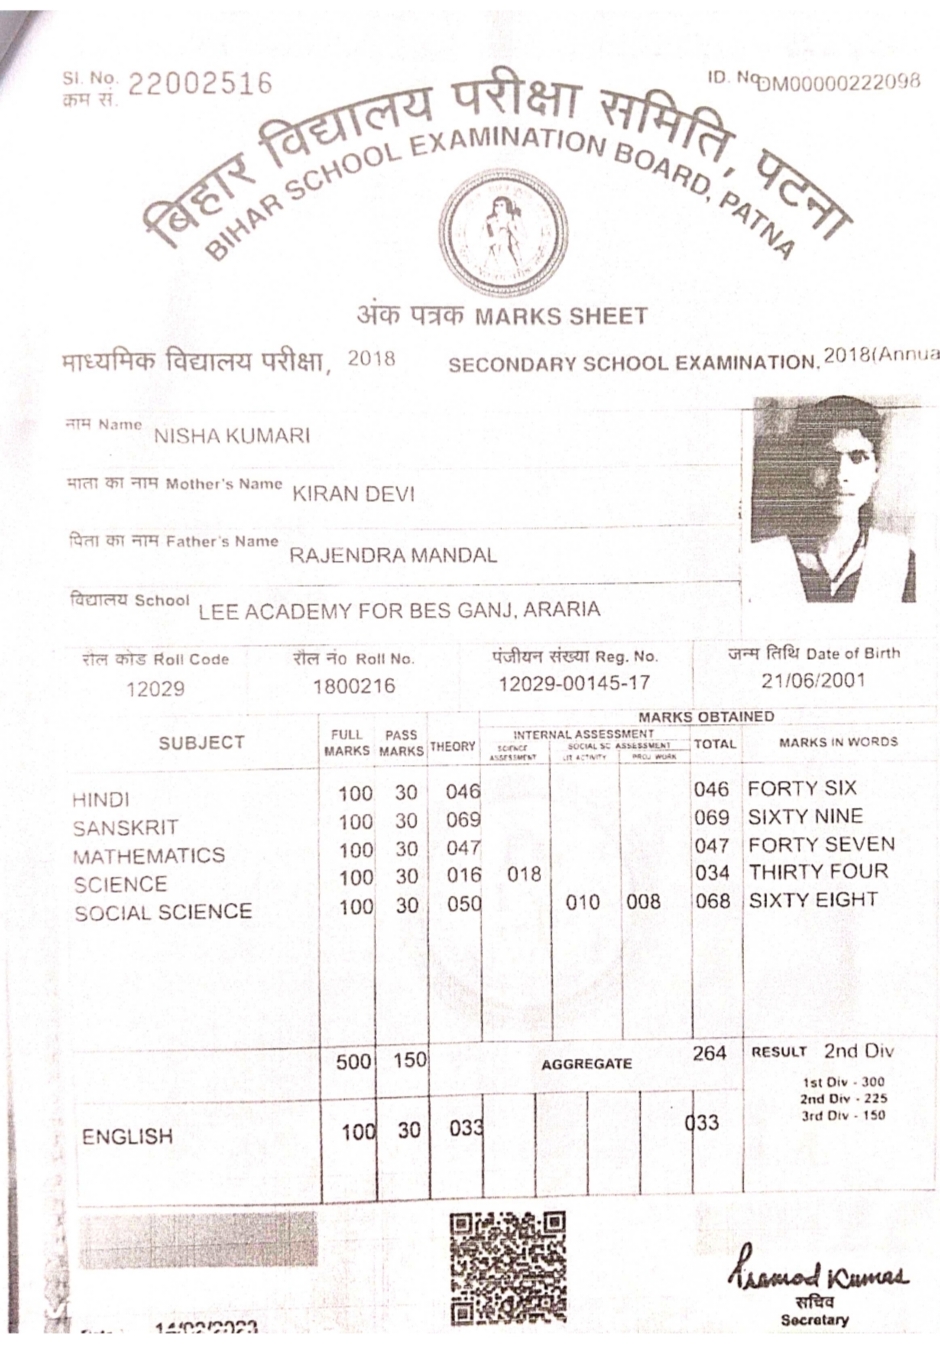 Sl. No. 22002516
क्रम सं.
ID. No DM00000222098
बिहार विद्यालय परीक्षा समिति, पटना
BIHAR SCHOOL EXAMINATION BOARD, PATNA
अंक पत्रक MARKS SHEET
माध्यमिक विद्यालय परीक्षा, 2018 SECONDARY SCHOOL EXAMINATION, 2018(Annua
नाम Name NISHA KUMARI
माता का नाम Mother's Name KIRAN DEVI
पिता का नाम Father's Name RAJENDRA MANDAL
विद्यालय School LEE ACADEMY FOR BES GANJ, ARARIA
रौल कोड Roll Code रौल नं० Roll No. पंजीयन संख्या Reg. No. जन्म तिथि Date of Birth
12029 1800216 12029-00145-17 21/06/2001
MARKS OBTAINED
SUBJECT FULL MARKS PASS MARKS THEORY INTERNAL ASSESSMENT TOTAL MARKS IN WORDS
SCIENCE ASSESSMENT SOCIAL SC ASSESSMENT
LIT ACTIVITY PROJ WORK
HINDI 100 30 046 046 FORTY SIX
SANSKRIT 100 30 069 069 SIXTY NINE
MATHEMATICS 100 30 047 047 FORTY SEVEN
SCIENCE 100 30 016 018 034 THIRTY FOUR
SOCIAL SCIENCE 100 30 050 010 008 068 SIXTY EIGHT
500 150 AGGREGATE 264 RESULT 2nd Div
1st Div - 300
2nd Div - 225
3rd Div - 150
ENGLISH 100 30 033 033
Pramod Kumar
सचिव
Secretary
14/02/2023